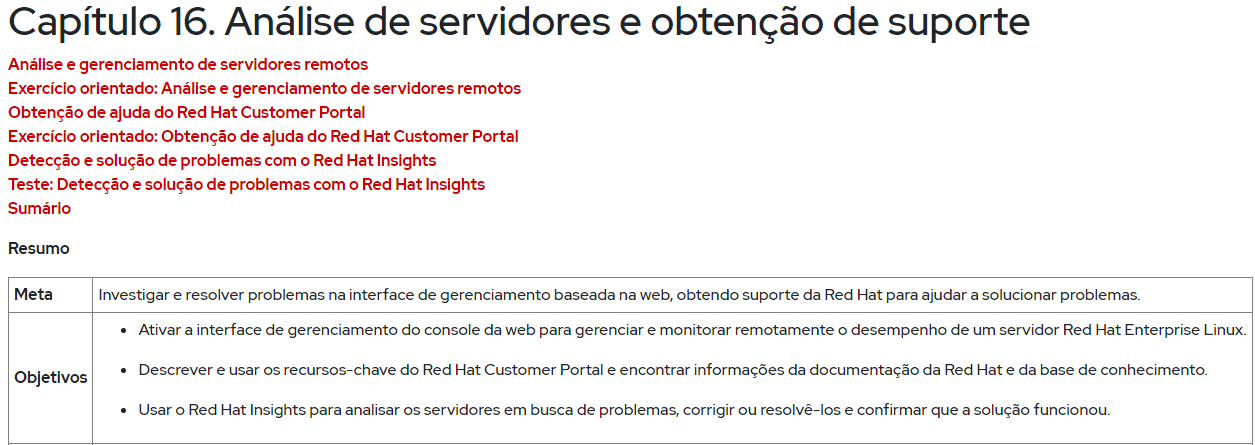 Capítulo 16. Análise de servidores e obtenção de suporte
Análise e gerenciamento de servidores remotos
Exercício orientado: Análise e gerenciamento de servidores remotos
Obtenção de ajuda do Red Hat Customer Portal
Exercício orientado: Obtenção de ajuda do Red Hat Customer Portal
Detecção e solução de problemas com o Red Hat Insights
Teste: Detecção e solução de problemas com o Red Hat Insights
Sumário
Resumo
Meta
Investigar e resolver problemas na interface de gerenciamento baseada na web, obtendo suporte da Red Hat para ajudar a solucionar problemas.
Objetivos
• Ativar a interface de gerenciamento do console da web para gerenciar e monitorar remotamente o desempenho de um servidor Red Hat Enterprise Linux.
• Descrever e usar os recursos-chave do Red Hat Customer Portal e encontrar informações da documentação da Red Hat e da base de conhecimento.
• Usar o Red Hat Insights para analisar os servidores em busca de problemas, corrigir ou resolvê-los e confirmar que a solução funcionou.